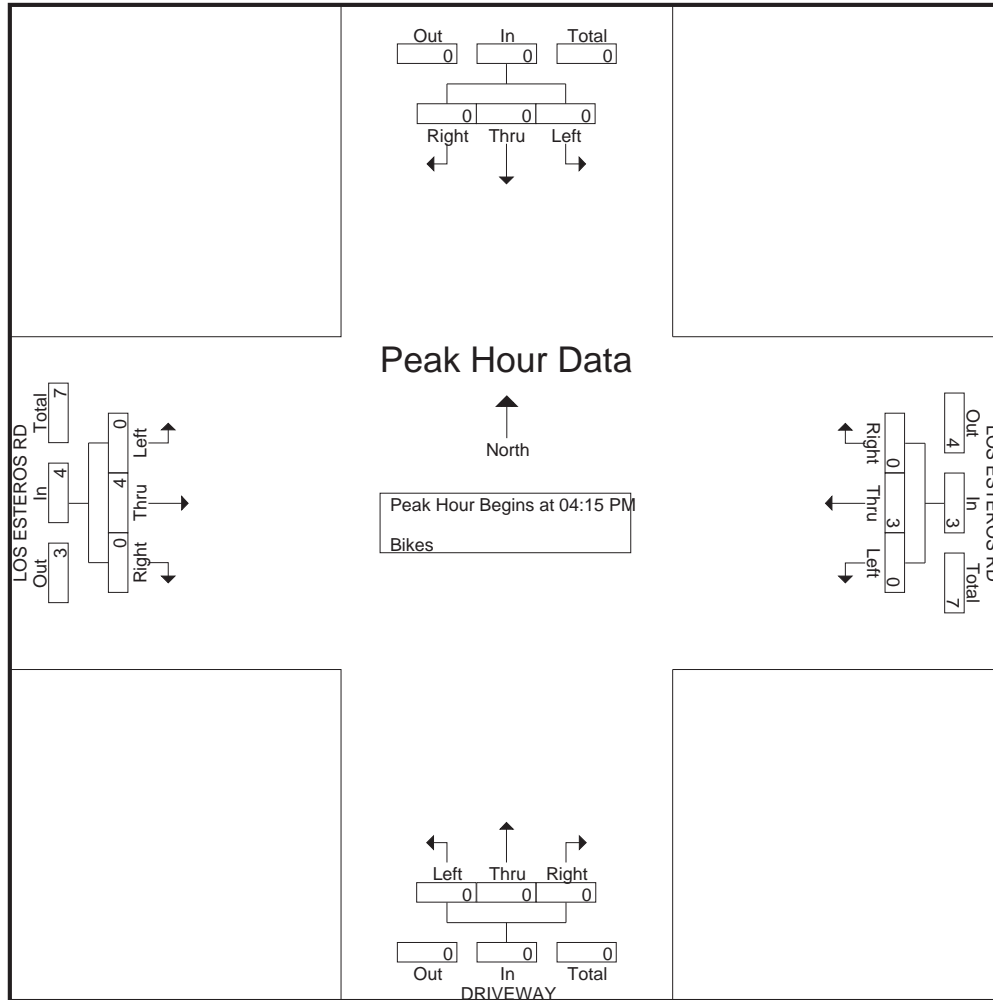 Out In Total
0 0 0
0 0 0
Right Thru Left
Peak Hour Data
North
Peak Hour Begins at 04:15 PM
Bikes
LOS ESTEROS RD
Out In Total
3 4 7
0 4 0
Right Thru Left
Right Thru Left
0 3 0
Out In Total
4 3 7
LOS ESTEROS RD
Left Thru Right
0 0 0
0 0 0
Out In Total
DRIVEWAY